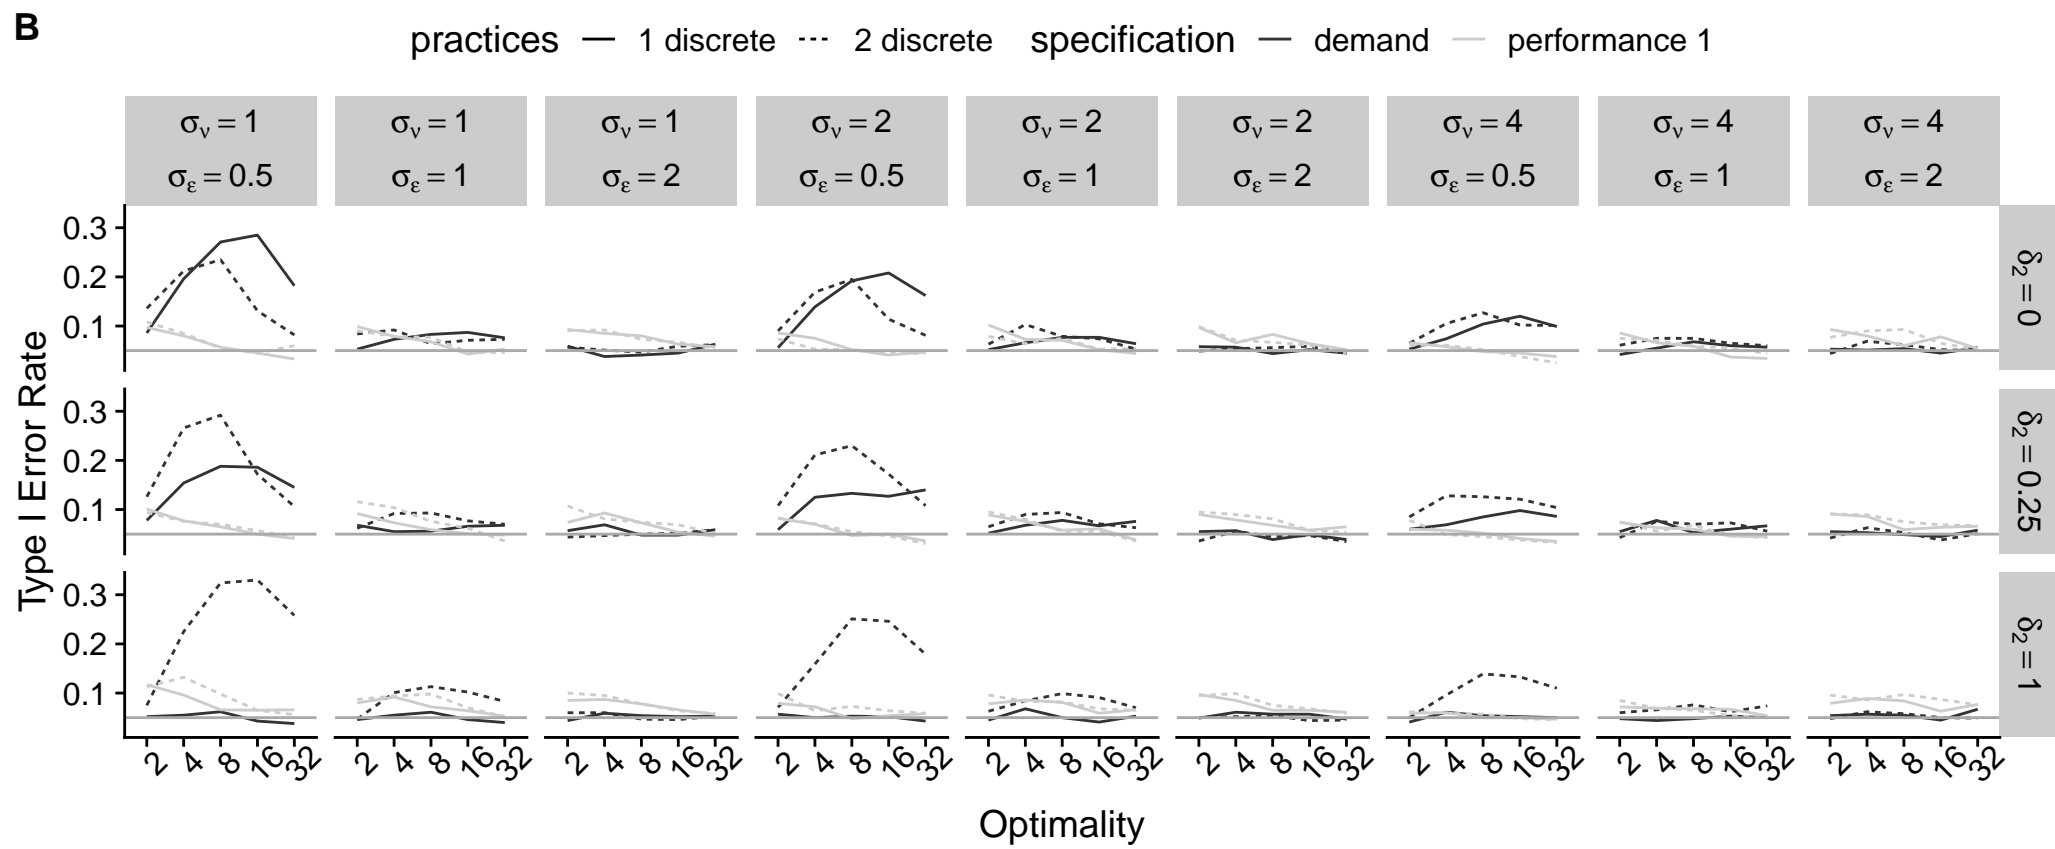 B
practices 1 discrete 2 discrete specification demand performance 1
σν = 1 σν = 1 σν = 1 σν = 2 σν = 2 σν = 2 σν = 4 σν = 4 σν = 4
σε = 0.5 σε = 1 σε = 2 σε = 0.5 σε = 1 σε = 2 σε = 0.5 σε = 1 σε = 2
Type I Error Rate
0.3
0.2
0.1
δ2 = 0
0.3
0.2
0.1
δ2 = 0.25
0.3
0.2
0.1
δ2 = 1
2 4 8 16 32 2 4 8 16 32 2 4 8 16 32 2 4 8 16 32 2 4 8 16 32 2 4 8 16 32 2 4 8 16 32 2 4 8 16 32 2 4 8 16 32
Optimality